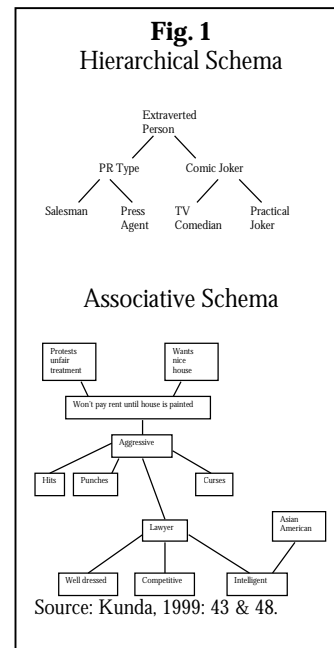 Fig. 1
Hierarchical Schema
Extraverted
Person
PR Type
Comic Joker
Salesman
Press
Agent
TV
Comedian
Practical
Joker
Associative Schema
Protests
unfair
treatment
Wants
nice
house
Won't pay rent until house is painted
Aggressive
Hits
Punches
Curses
Lawyer
Asian
American
Well dressed
Competitive
Intelligent
Source: Kunda, 1999: 43 & 48.